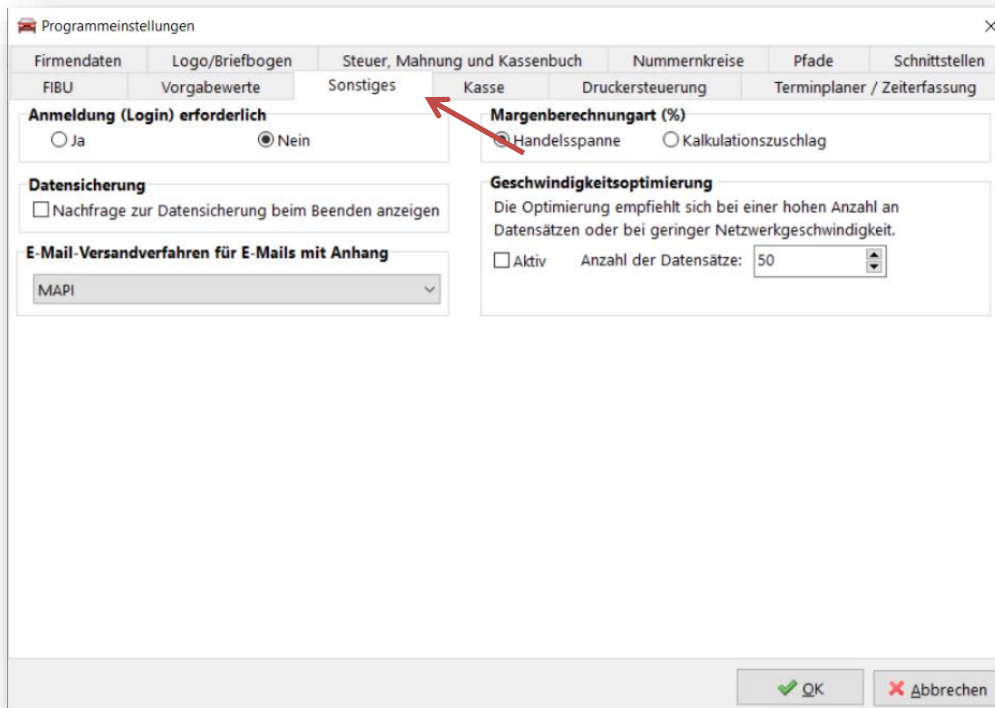 Programmeinstellungen
Firmendaten Logo/Briefbogen Steuer, Mahnung und Kassenbuch Nummernkreise Pfade Schnittstellen
FIBU Vorgabewerte Sonstiges Kasse Druckersteuerung Terminplaner / Zeiterfassung
Anmeldung (Login) erforderlich
Ja Nein
Datensicherung
Nachfrage zur Datensicherung beim Beenden anzeigen
E-Mail-Versandverfahren für E-Mails mit Anhang
MAPI
Margenberechnungart (%)
Handelsspanne Kalkulationszuschlag
Geschwindigkeitsoptimierung
Die Optimierung empfiehlt sich bei einer hohen Anzahl an
Datensätzen oder bei geringer Netzwerkgeschwindigkeit.
Aktiv Anzahl der Datensätze: 50
OK Abbrechen